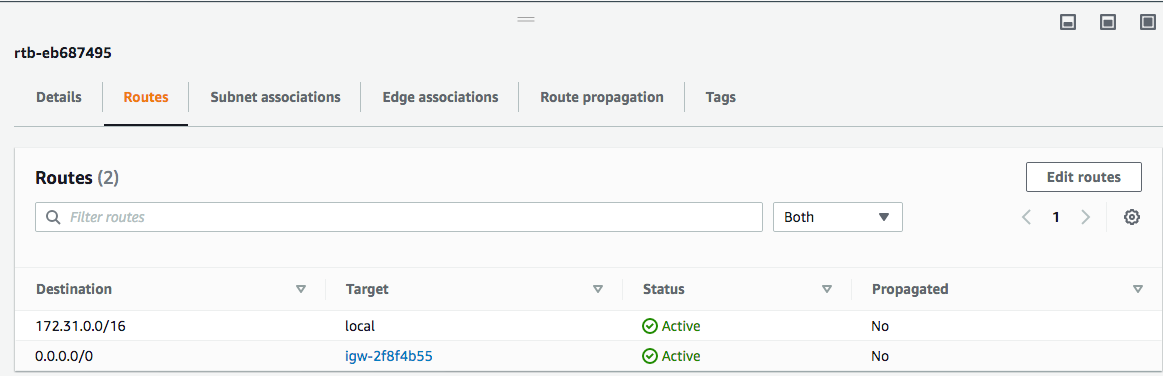 rtb-eb687495
Details Routes Subnet associations Edge associations Route propagation Tags
Routes (2) Edit routes
Filter routes Both 1
Destination Target Status Propagated
172.31.0.0/16 local Active No
0.0.0.0/0 igw-2f8f4b55 Active No